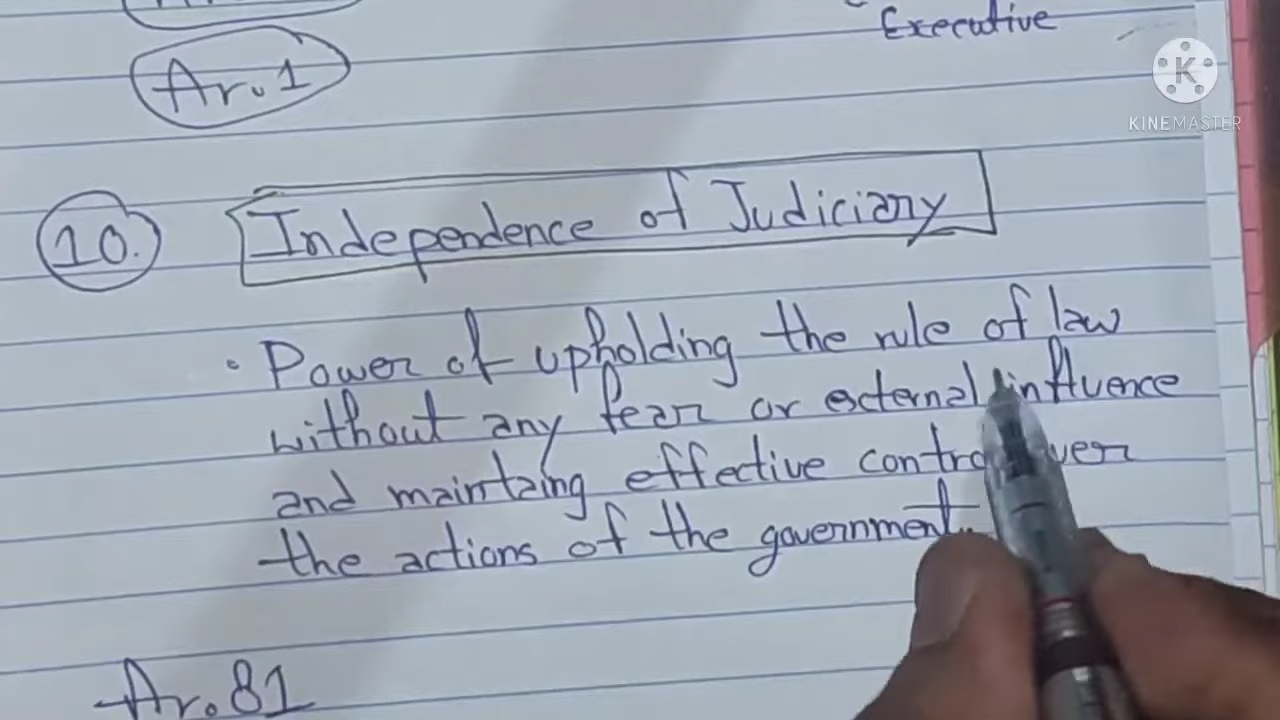 Executive
Ar. 1
K
KINEMASTER
10. Independence of Judiciary
• Power of upholding the rule of law
without any fear or external influence
and maintaing effective control over
the actions of the government.
Ar. 81